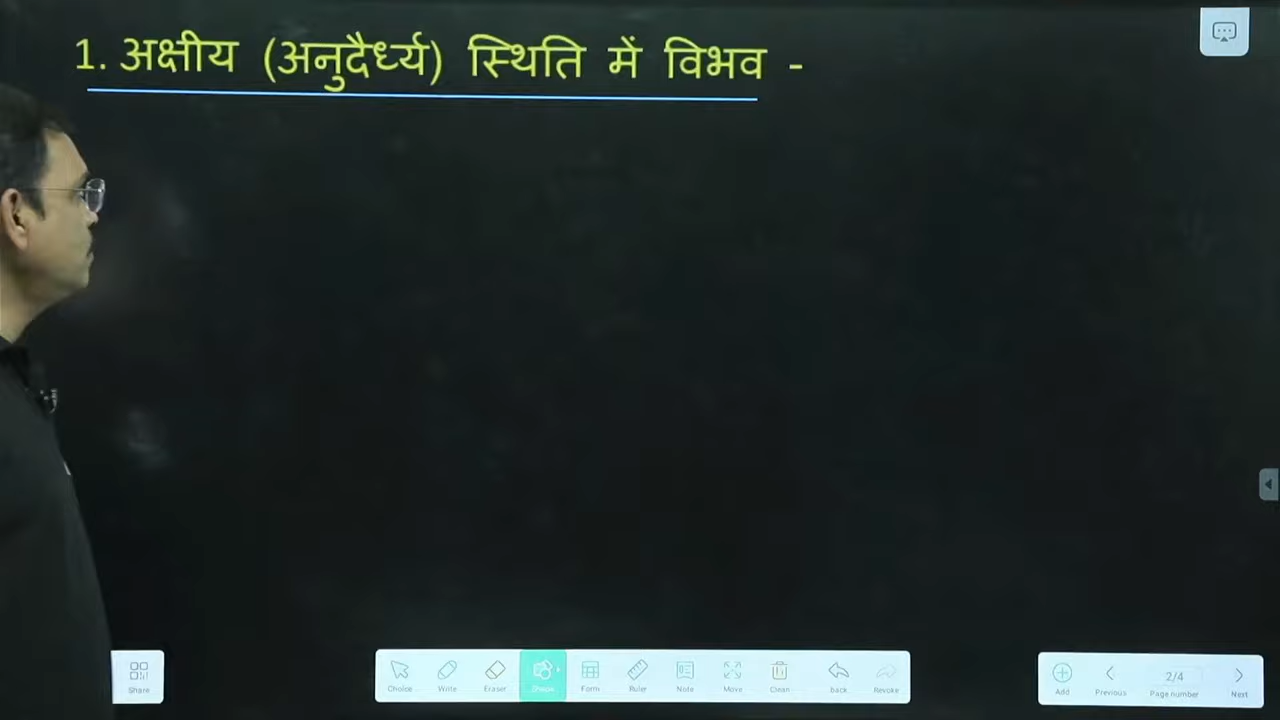 1. अक्षीय (अनुदैर्ध्य) स्थिति में विभव -
Share
Choice
Write
Eraser
Shape
Form
Ruler
Note
Move
Clean
back
Revoke
Add
Previous
2/4
Page number
Next